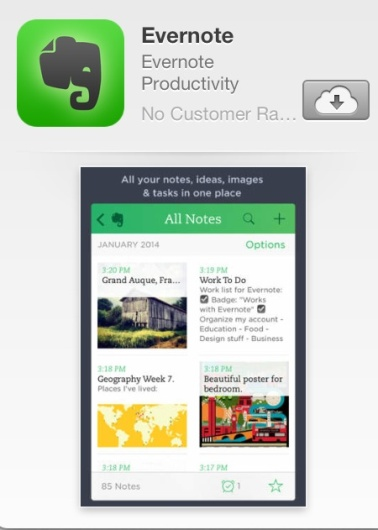 Evernote
Evernote
Productivity
No Customer Ra...
All your notes, ideas, images
& tasks in one place
All Notes
JANUARY 2014
Options
3:20 PM
Grand Auque, Fra...
3:19 PM
Work To Do
Work list for Evernote:
Badge: "Works
with Evernote"
Organize my account -
Education - Food -
Design stuff - Business
3:18 PM
Geography Week 7.
Places I've lived:
3:18 PM
Beautiful poster for
bedroom.
3:18 PM
3:17 PM
85 Notes
1